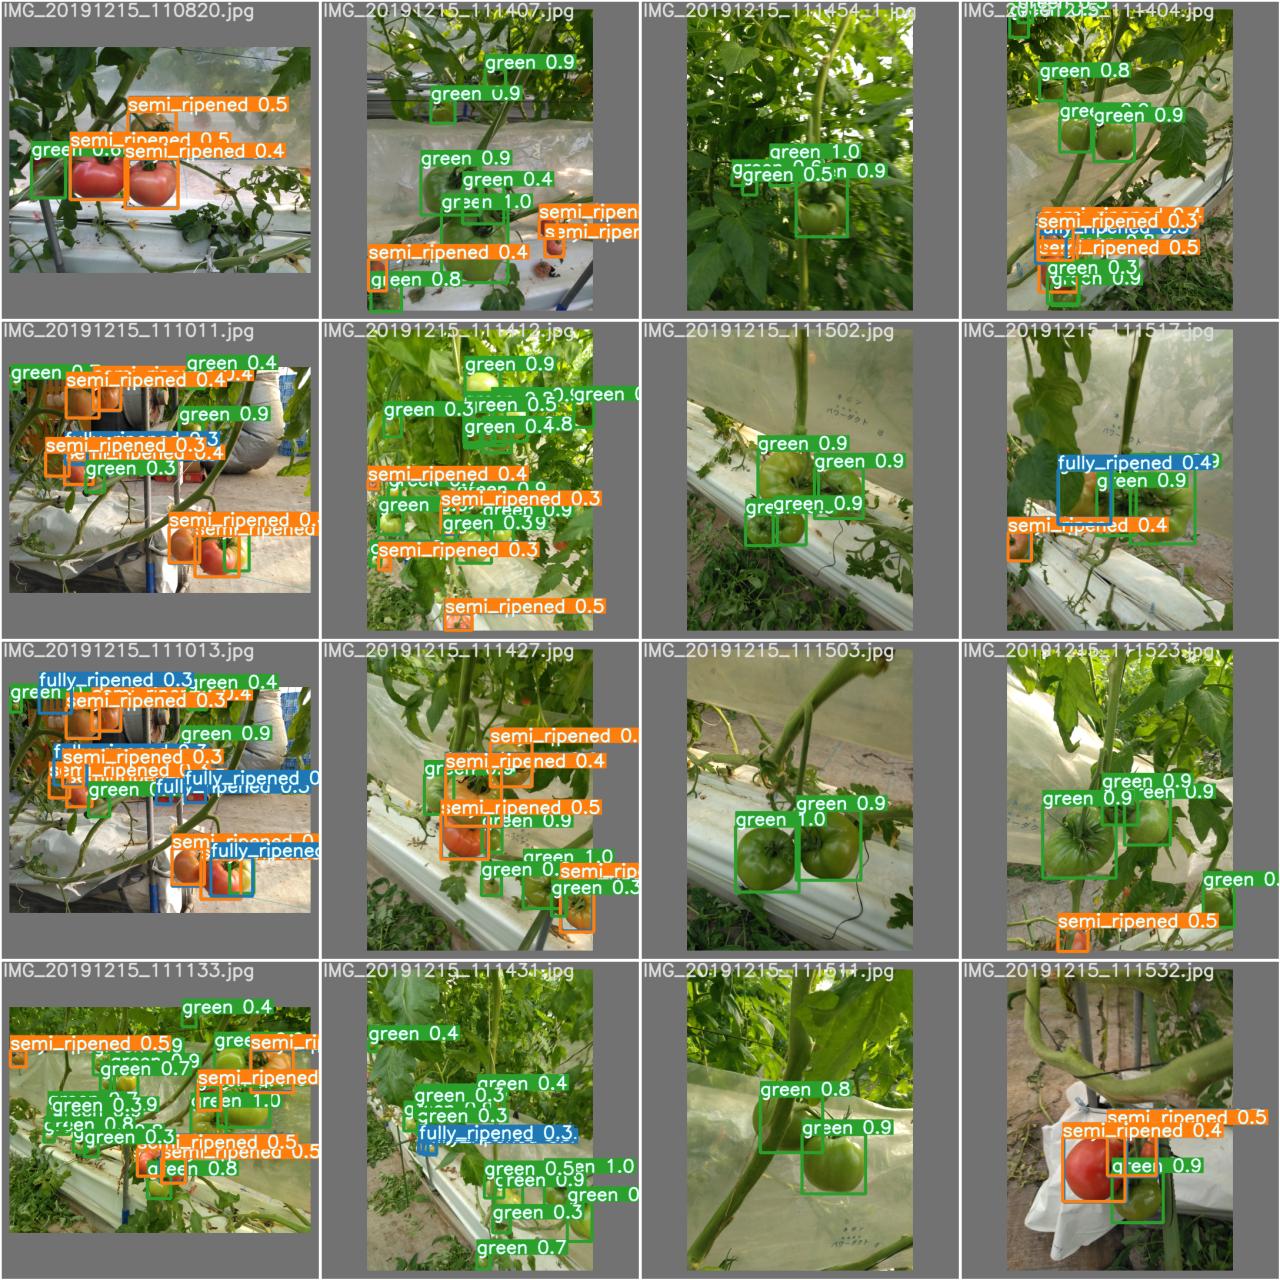 IMG_20191215_110820.jpg
semi_ripened 0.5
semi_ripened 0.5
green 0.6
semi_ripened 0.4
IMG_20191215_111407.jpg
green 0.9
green 0.9
green 0.9
green 0.4
green 1.0
semi_ripen
semi_ripen
semi_ripened 0.4
green 0.8
IMG_20191215_111454_1.jpg
green 1.0
green 0.5
0.9
IMG_20191215_111404.jpg
green 0.8
green 0.9
semi_ripened 0.3
semi_ripened 0.5
green 0.3
green 0.9
IMG_20191215_111011.jpg
green 0.4
green
semi_ripened 0.4
green 0.9
fully_ripened 0.3
semi_ripened 0.3
green 0.3
semi_ripened
semi_ripened
IMG_20191215_111412.jpg
green 0.9
green 0.3
green 0.5
green 0.4
semi_ripened 0.4
semi_ripened 0.3
green 0.9
green 0.3
semi_ripened 0.3
semi_ripened 0.5
IMG_20191215_111502.jpg
green 0.9
green 0.9
green 0.9
IMG_20191215_111517.jpg
fully_ripened 0.4
green 0.9
semi_ripened 0.4
IMG_20191215_111013.jpg
fully_ripened 0.3
green 0.4
green
semi_ripened 0.3
green 0.9
semi_ripened 0.3
fully_ripened 0
green
fully_ripened 0.3
semi_ripened
fully_ripened
IMG_20191215_111427.jpg
semi_ripened 0.
semi_ripened 0.4
semi_ripened 0.5
green 0.9
green 1.0
green 0.
semi_rip
green 0.3
IMG_20191215_111503.jpg
green 0.9
green 1.0
IMG_20191215_111523.jpg
green 0.9
green 0.9
green 0.9
green 0.
semi_ripened 0.5
IMG_20191215_111133.jpg
green 0.4
semi_ripened 0.5
green
semi_ri
green 0.7
semi_ripened
green 1.0
green 0.3
green 0.8
green 0.3
semi_ripened 0.5
green 0.8
IMG_20191215_111431.jpg
green 0.4
green 0.4
green 0.3
green 0.3
fully_ripened 0.3
green 0.5
green 1.0
green 0.9
green 0
green 0.3
green 0.7
IMG_20191215_111511.jpg
green 0.8
green 0.9
IMG_20191215_111532.jpg
semi_ripened 0.5
semi_ripened 0.4
green 0.9